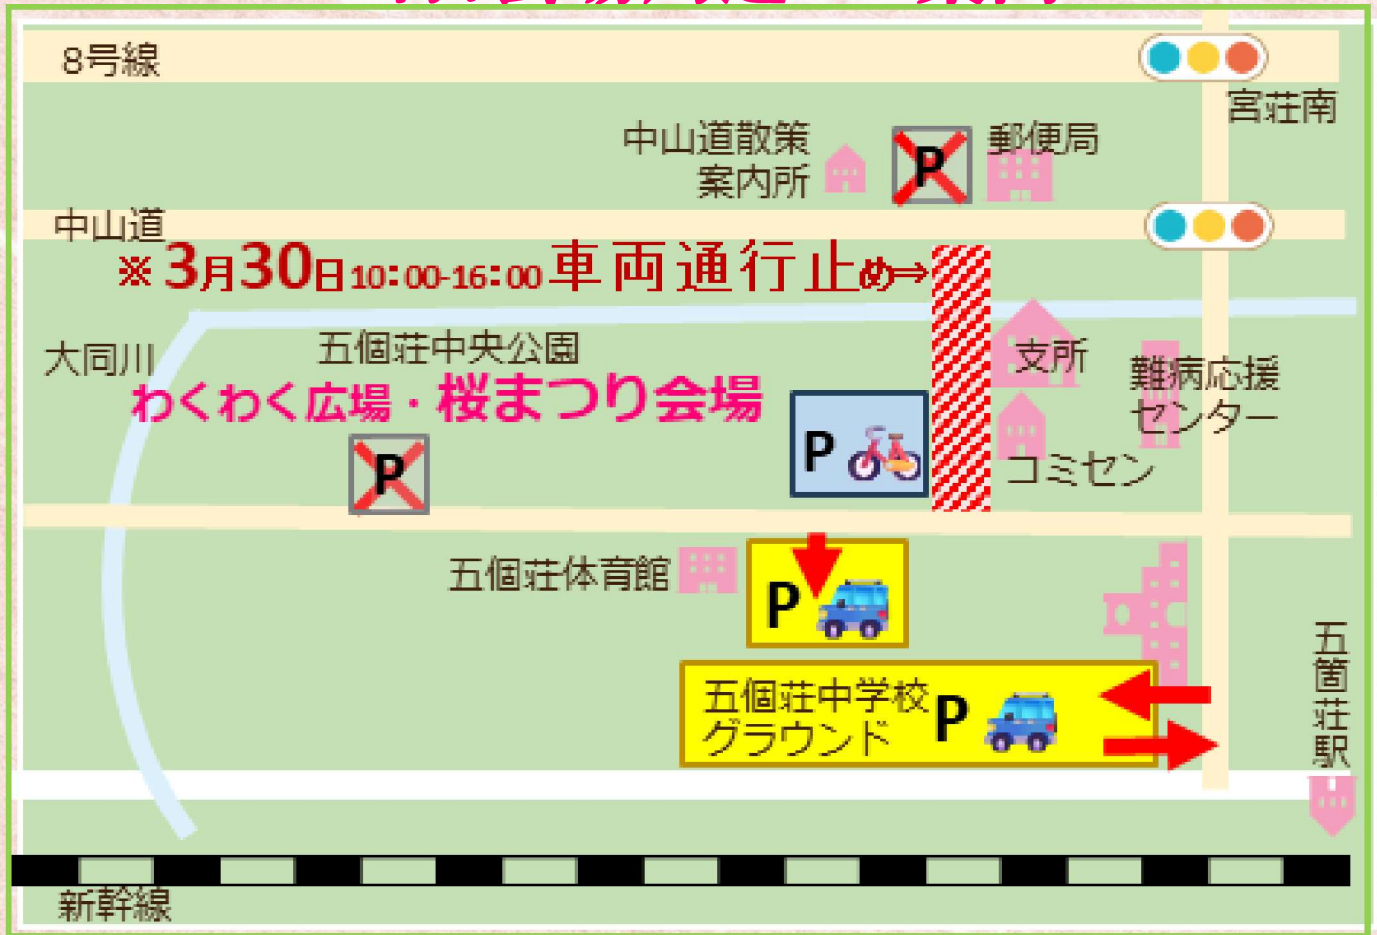 8号線
宮荘南
中山道散策
案内所
P
郵便局
中山道
※3月30日10:00-16:00車両通行止め⇒
大同川
五個荘中央公園
わくわく広場・桜まつり会場
支所
難病応援
センター
P
P
コミセン
五個荘体育館
P
五個荘中学校
グラウンド
P
五箇荘駅
新幹線